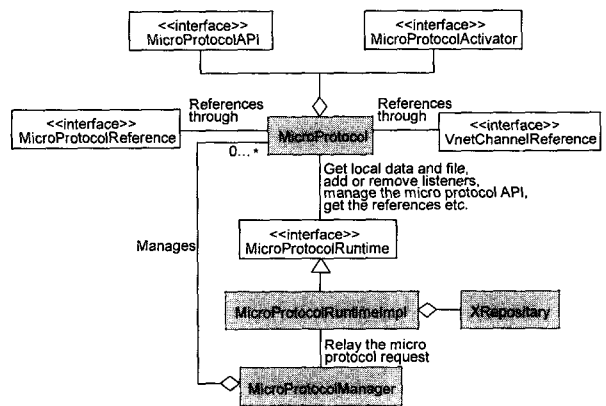 <<interface>>
MicroProtocolAPI
<<interface>>
MicroProtocolActivator
<<interface>>
MicroProtocolReference
References
through
MicroProtocol
References
through
<<interface>>
VnetChannelReference
0... *
Get local data and file,
add or remove listeners,
manage the micro protocol API,
get the references etc.
Manages
<<interface>>
MicroProtocolRuntime
MicroProtocolRuntimeImpl
XRepositary
Relay the micro
protocol request
MicroProtocolManager